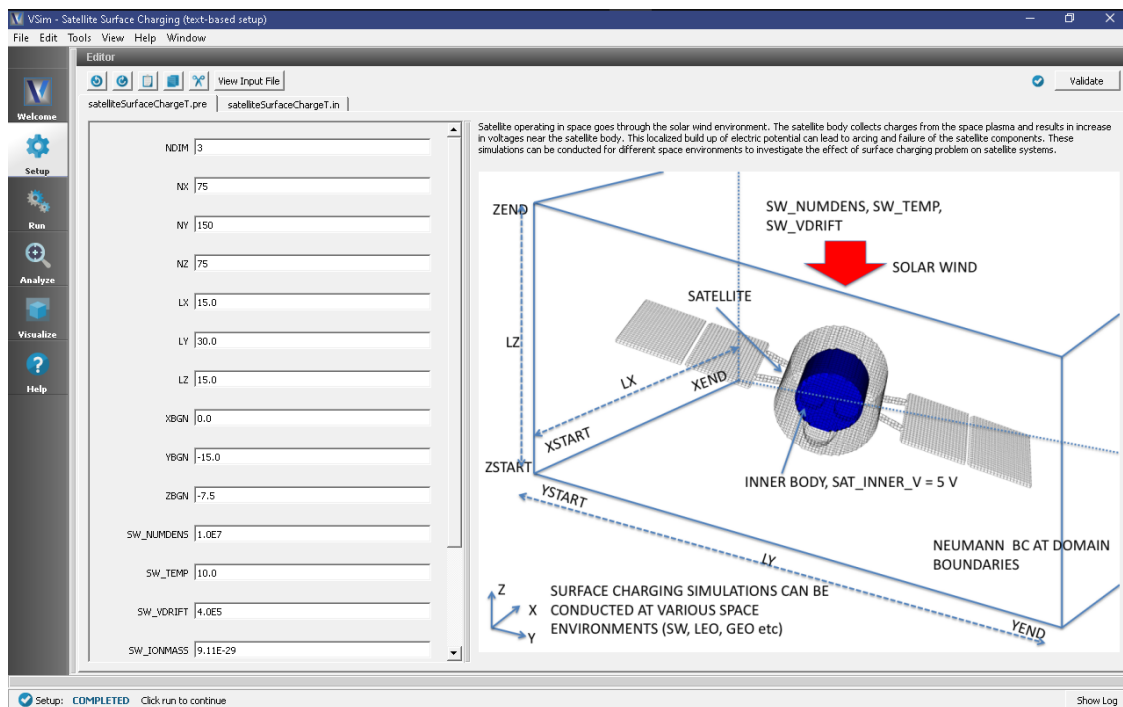 VSim - Satellite Surface Charging (text-based setup)
File Edit Tools View Help Window
Editor
View Input File
Validate
satelliteSurfaceChargeT.pre
satelliteSurfaceChargeT.in
Welcome
Setup
Run
Analyze
Visualize
Help
NDIM 3
NX 75
NY 150
NZ 75
LX 15.0
LY 30.0
LZ 15.0
XBGN 0.0
YBGN -15.0
ZBGN -7.5
SW_NUMDENS 1.0E7
SW_TEMP 10.0
SW_VDRIFT 4.0E5
SW_IONMASS 9.11E-29
Satellite operating in space goes through the solar wind environment. The satellite body collects charges from the space plasma and results in increase
in voltages near the satellite body. This localized build up of electric potential can lead to arcing and failure of the satellite components. These
simulations can be conducted for different space environments to investigate the effect of surface charging problem on satellite systems.
ZEND
SW_NUMDENS, SW_TEMP,
SW_VDRIFT
SOLAR WIND
SATELLITE
LZ
LX
XEND
XSTART
ZSTART
YSTART
INNER BODY, SAT_INNER_V = 5 V
NEUMANN BC AT DOMAIN
BOUNDARIES
LY
YEND
Z
X
Y
SURFACE CHARGING SIMULATIONS CAN BE
CONDUCTED AT VARIOUS SPACE
ENVIRONMENTS (SW, LEO, GEO etc)
Setup: COMPLETED Click run to continue
Show Log